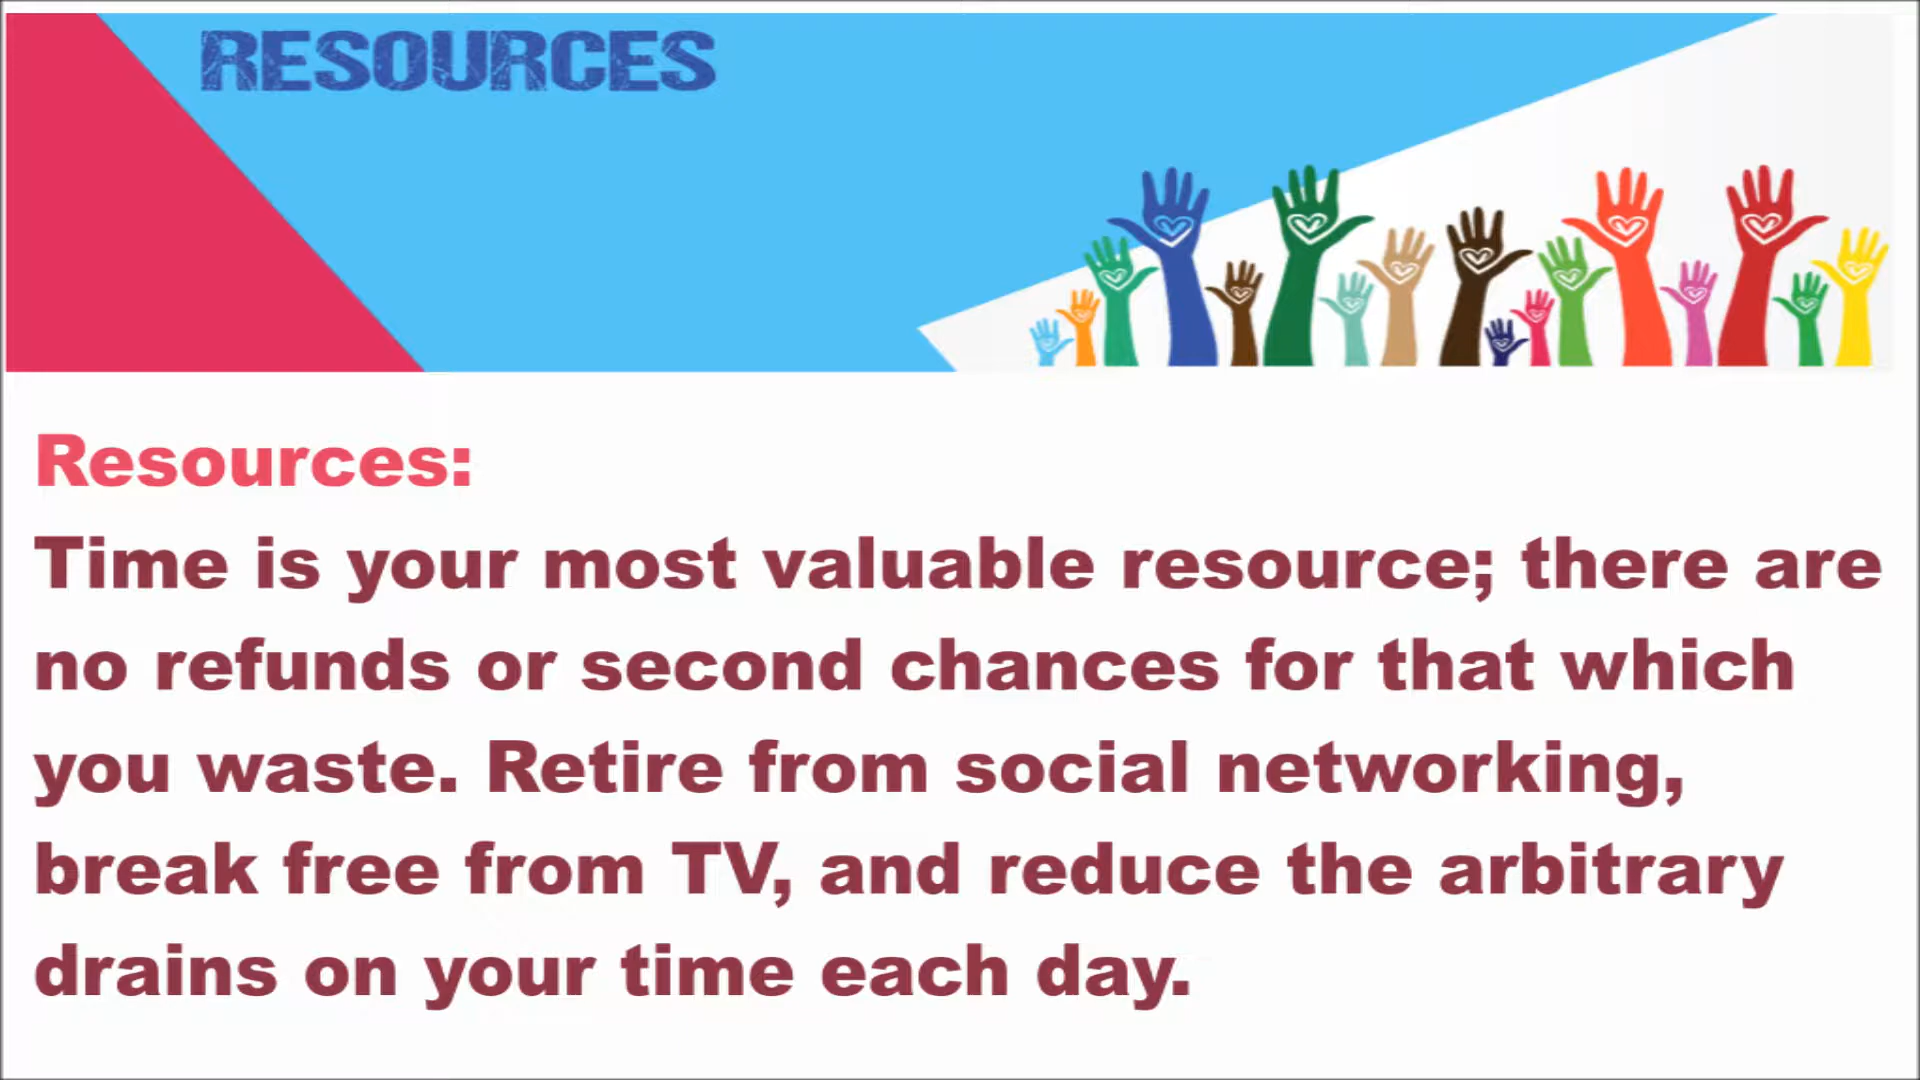 RESOURCES
Resources:
Time is your most valuable resource; there are
no refunds or second chances for that which
you waste. Retire from social networking,
break free from TV, and reduce the arbitrary
drains on your time each day.